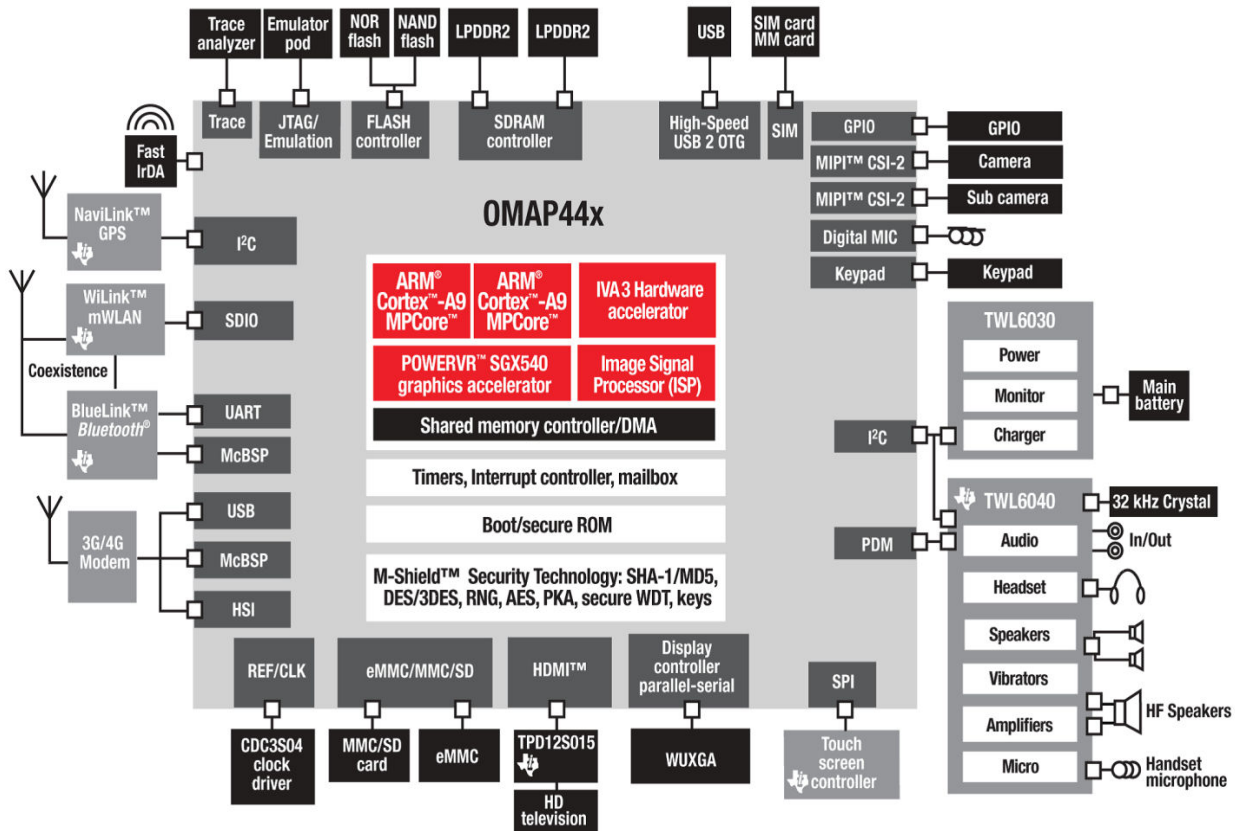 Trace
analyzer
Emulator
pod
NOR
flash
NAND
flash
LPDDR2
LPDDR2
USB
SIM card
MM card
Trace
JTAG/
Emulation
FLASH
controller
SDRAM
controller
High-Speed
USB 2 OTG
SIM
GPIO
GPIO
MIPI™ CSI-2
Camera
MIPI™ CSI-2
Sub camera
Digital MIC
Keypad
Keypad
Fast
IrDA
NaviLink™
GPS
I²C
WiLink™
mWLAN
SDIO
Coexistence
BlueLink™
Bluetooth®
UART
McBSP
3G/4G
Modem
USB
McBSP
HSI
OMAP44x
ARM®
Cortex™-A9
MPCore™
ARM®
Cortex™-A9
MPCore™
IVA 3 Hardware
accelerator
POWERVR™ SGX540
graphics accelerator
Image Signal
Processor (ISP)
Shared memory controller/DMA
Timers, Interrupt controller, mailbox
Boot/secure ROM
M-Shield™ Security Technology: SHA-1/MD5,
DES/3DES, RNG, AES, PKA, secure WDT, keys
I²C
PDM
TWL6030
Power
Monitor
Charger
Main
battery
TWL6040
32 kHz Crystal
Audio
In/Out
Headset
Speakers
Vibrators
Amplifiers
HF Speakers
Micro
Handset
microphone
REF/CLK
eMMC/MMC/SD
HDMI™
Display
controller
parallel-serial
SPI
CDC3S04
clock
driver
MMC/SD
card
eMMC
TPD12S015
HD
television
WUXGA
Touch
screen
controller